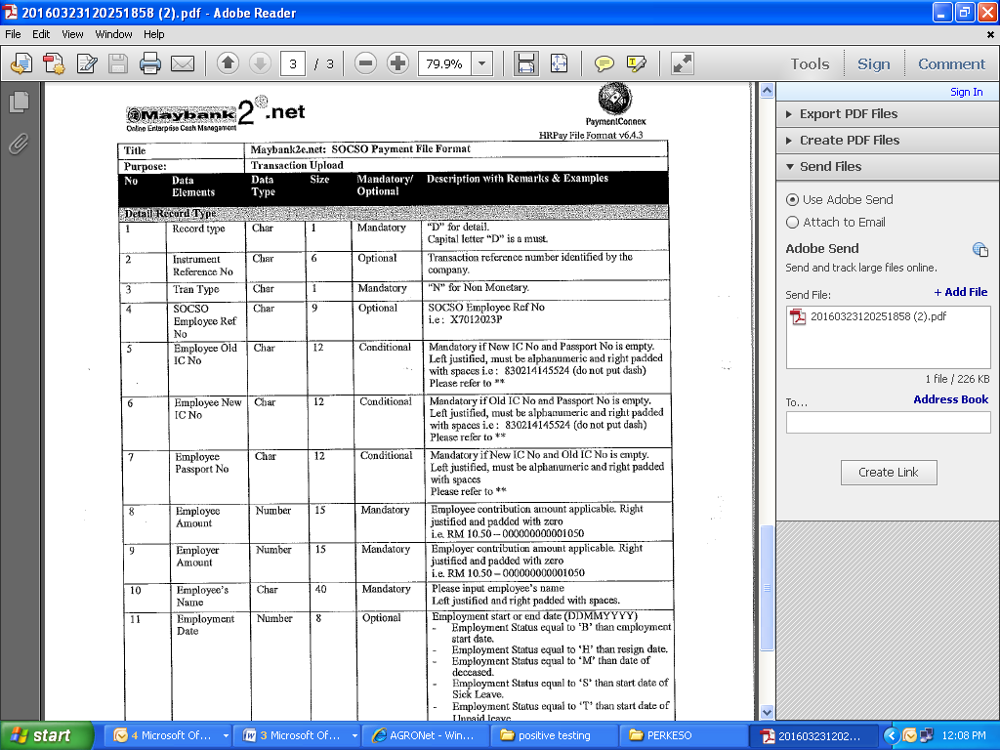 20160323120251858 (2).pdf - Adobe Reader
File Edit View Window Help
3 / 3 79.9% Tools Sign Comment
Sign In
Export PDF Files
Create PDF Files
Send Files
Use Adobe Send
Attach to Email
Adobe Send
Send and track large files online.
Send File: + Add File
20160323120251858 (2).pdf
1 file / 226 KB
To... Address Book
Create Link
Maybank2 .net
Online Enterprise Cash Management
PaymentConnex
HRPay File Format v6.4.3
Title Maybank2e.net: SOCSO Payment File Format
Purpose: Transaction Upload
No Data Elements Data Type Size Mandatory/ Optional Description with Remarks & Examples
Detail Record Type
1 Record type Char 1 Mandatory "D" for detail.
Capital letter "D" is a must.
2 Instrument Reference No Char 6 Optional Transaction reference number identified by the
company.
3 Tran Type Char 1 Mandatory "N" for Non Monetary.
4 SOCSO Employee Ref No Char 9 Optional SOCSO Employee Ref No
i.e : X7012023P
5 Employee Old IC No Char 12 Conditional Mandatory if New IC No and Passport No is empty.
Left justified, must be alphanumeric and right padded
with spaces i.e : 830214145524 (do not put dash)
Please refer to **
6 Employee New IC No Char 12 Conditional Mandatory if Old IC No and Passport No is empty.
Left justified, must be alphanumeric and right padded
with spaces i.e : 830214145524 (do not put dash)
Please refer to **
7 Employee Passport No Char 12 Conditional Mandatory if New IC No and Old IC No is empty.
Left justified, must be alphanumeric and right padded
with spaces
Please refer to **
8 Employee Amount Number 15 Mandatory Employee contribution amount applicable. Right
justified and padded with zero
i.e. RM 10.50 – 000000000001050
9 Employer Amount Number 15 Mandatory Employer contribution amount applicable. Right
justified and padded with zero
i.e. RM 10.50 – 000000000001050
10 Employee's Name Char 40 Mandatory Please input employee's name
Left justified and right padded with spaces.
11 Employment Date Number 8 Optional Employment start or end date (DDMMYYYY)
- Employment Status equal to 'B' than employment
start date.
- Employment Status equal to 'H' than resign date.
- Employment Status equal to 'M' than date of
deceased.
- Employment Status equal to 'S' than start date of
Sick Leave.
- Employment Status equal to 'T' than start date of
Unpaid leave
start 4 Microsoft Of... 3 Microsoft Of... AGRONet - Win... positive testing PERKESO 201603231202... 12:08 PM